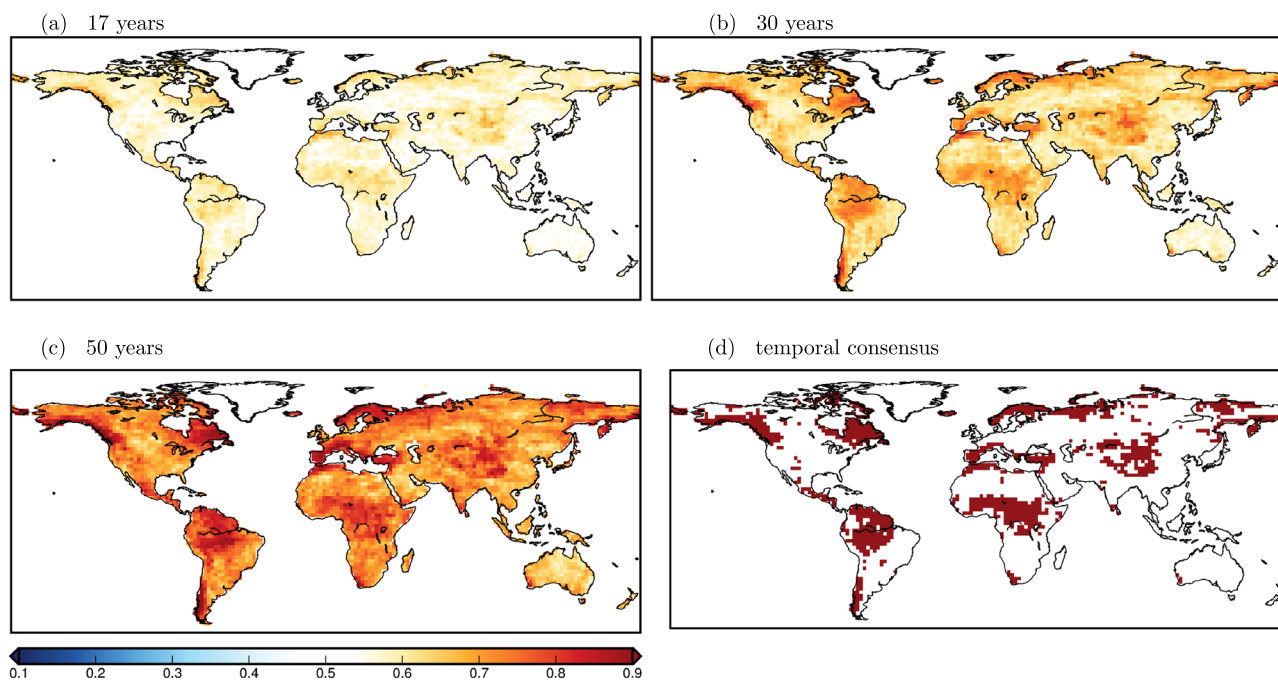 (a) 17 years
(b) 30 years
(c) 50 years
(d) temporal consensus
0.1 0.2 0.3 0.4 0.5 0.6 0.7 0.8 0.9